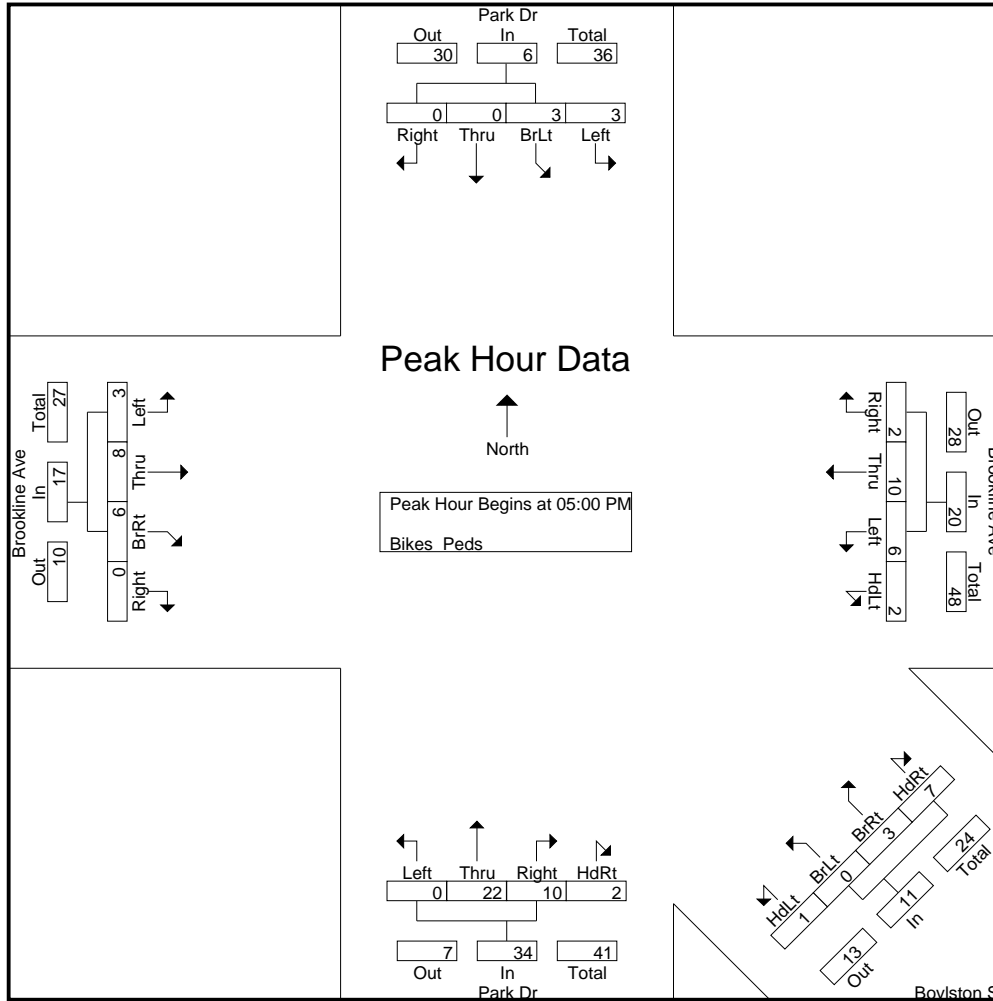 Park Dr
Out In Total
30 6 36
0 0 3 3
Right Thru BrLt Left
Peak Hour Data
North
Peak Hour Begins at 05:00 PM
Bikes Peds
Brookline Ave
Total In Out
27 17 10
3 8 6 0
Left Thru BrRt Right
Right Thru Left HdLt
2 10 6 2
28 20 48
Out In Total
Brookline Ave
HdLt BrLt BrRt HdRt
1 0 3 7
13 11 24
Out In Total
Boylston S
Left Thru Right HdRt
0 22 10 2
7 34 41
Out In Total
Park Dr